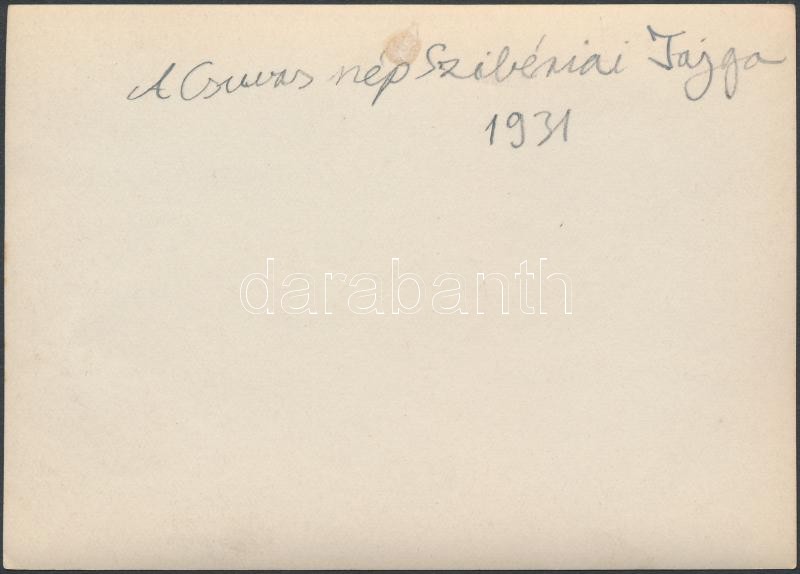 A Csuvas nép Szibériai Tajga
1931
darabanth